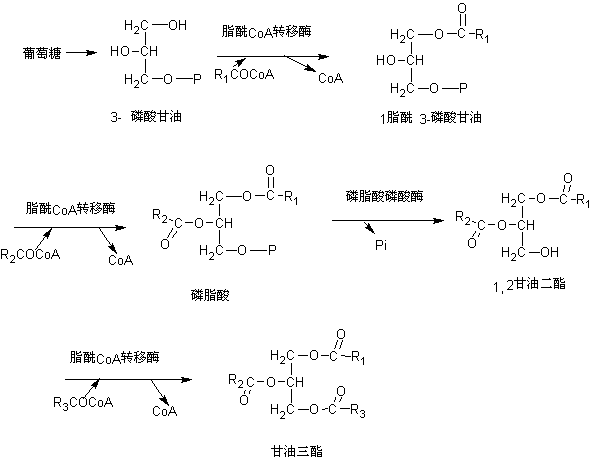 葡萄糖
H₂C—OH
HO—CH
H₂C—O—P
3- 磷酸甘油
脂酰CoA转移酶
R₁COCoA
CoA
O
H₂C—O—C—R₁
HO—CH
H₂C—O—P
1脂酰 3-磷酸甘油
脂酰CoA转移酶
R₂COCoA
CoA
O
H₂C—O—C—R₁
R₂—C—O—CH
O
H₂C—O—P
磷脂酸
磷脂酸磷酸酶
Pi
O
H₂C—O—C—R₁
R₂—C—O—CH
O
H₂C—OH
1,2甘油二酯
脂酰CoA转移酶
R₃COCoA
CoA
O
H₂C—O—C—R₁
R₂—C—O—CH
O
O
H₂C—O—C—R₃
甘油三酯